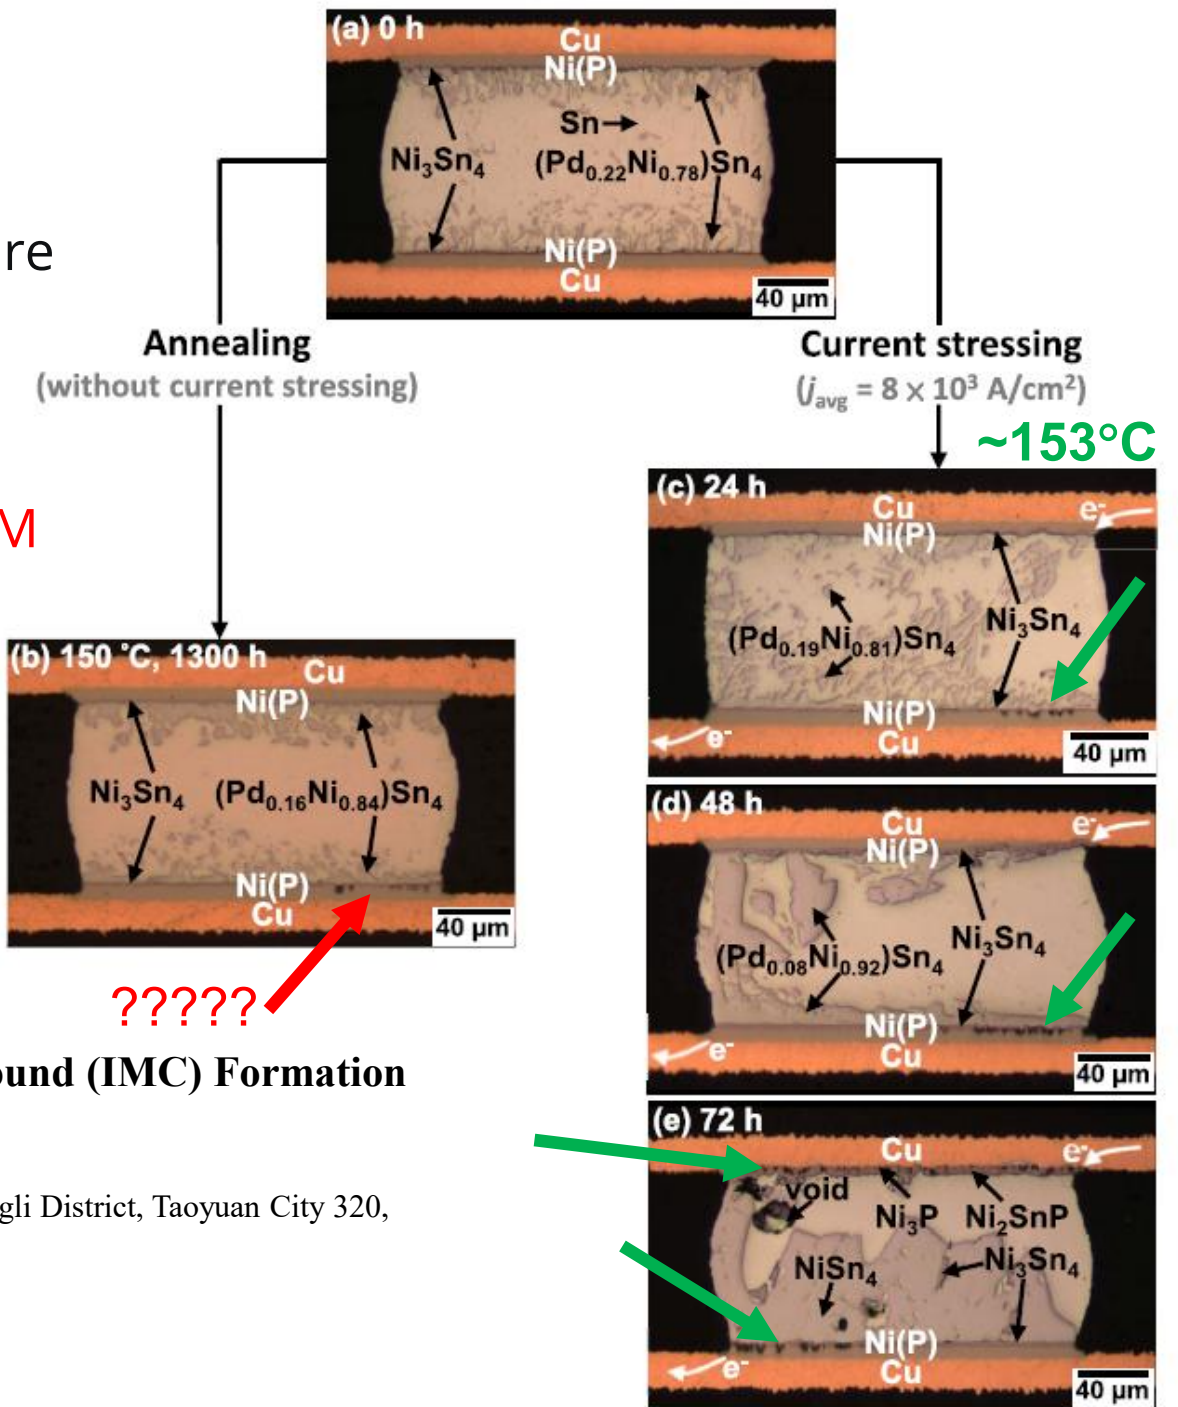 (a) 0 h
Cu
Ni(P)
Sn→
Ni₃Sn₄
(Pd₀.₂₂Ni₀.₇₈)Sn₄
Ni(P)
Cu
40 µm
re
Annealing
(without current stressing)
Current stressing
(javg = 8 × 10³ A/cm²)
~153°C
M
(b) 150 °C, 1300 h
Cu
Ni(P)
Ni₃Sn₄
(Pd₀.₁₆Ni₀.₈₄)Sn₄
Ni(P)
Cu
40 µm
?????
(c) 24 h
Cu
e⁻
Ni(P)
Ni₃Sn₄
(Pd₀.₁₉Ni₀.₈₁)Sn₄
Ni(P)
e⁻
Cu
40 µm
(d) 48 h
Cu
e⁻
Ni(P)
Ni₃Sn₄
(Pd₀.₀₈Ni₀.₉₂)Sn₄
Ni(P)
e⁻
Cu
40 µm
ound (IMC) Formation
gli District, Taoyuan City 320,
(e) 72 h
Cu
e⁻
void
Ni₃P
Ni₂SnP
NiSn₄
Ni₃Sn₄
Ni(P)
e⁻
Cu
40 µm